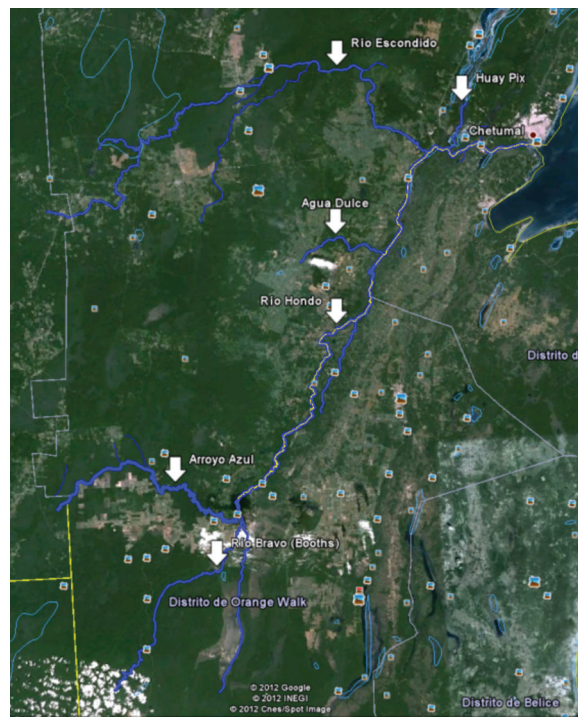 Río Escondido
Huay Pix
Chetumal
Agua Dulce
Río Hondo
Distrito d
Arroyo Azul
Río Bravo (Booths)
Distrito de Orange Walk
© 2012 Google
© 2012 INEGI
© 2012 Cnes/Spot Image
Distrito de Belice